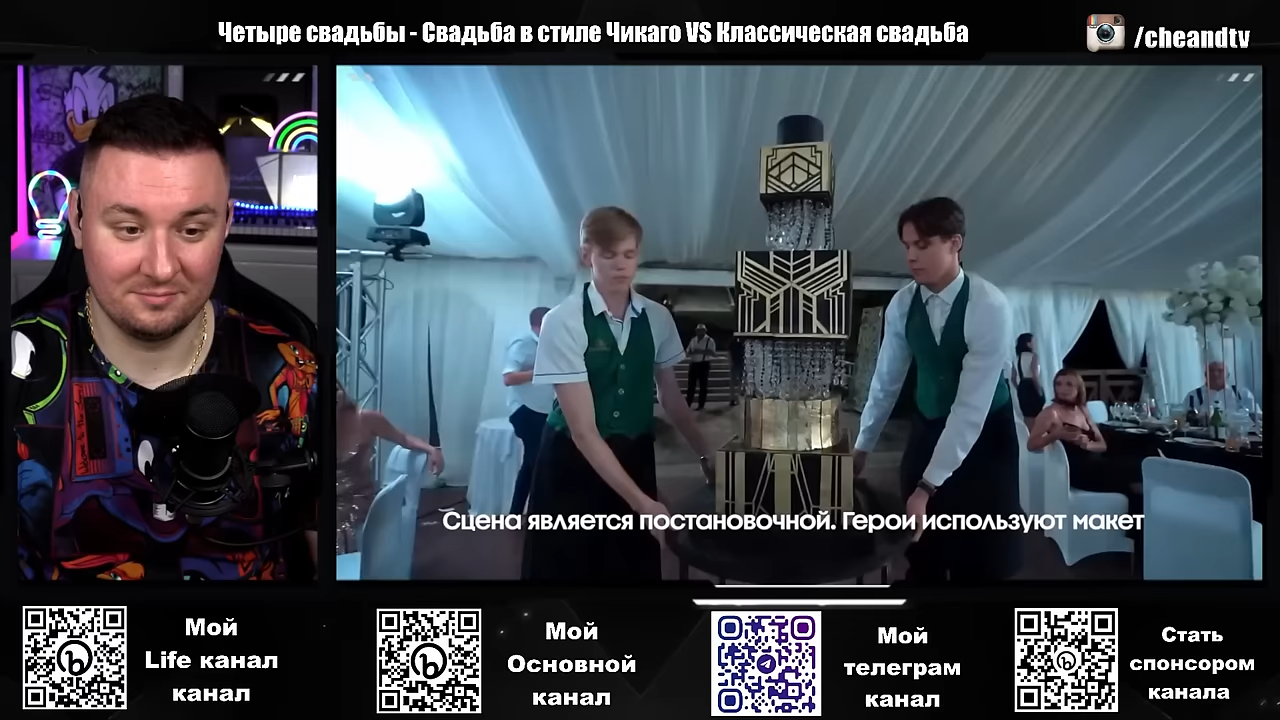 Четыре свадьбы - Свадьба в стиле Чикаго VS Классическая свадьба
/cheandtv
Сцена является постановочной. Герои используют макет
Мой
Life канал
канал
Мой
Основной
канал
Мой
телеграм
канал
Стать
спонсором
канала